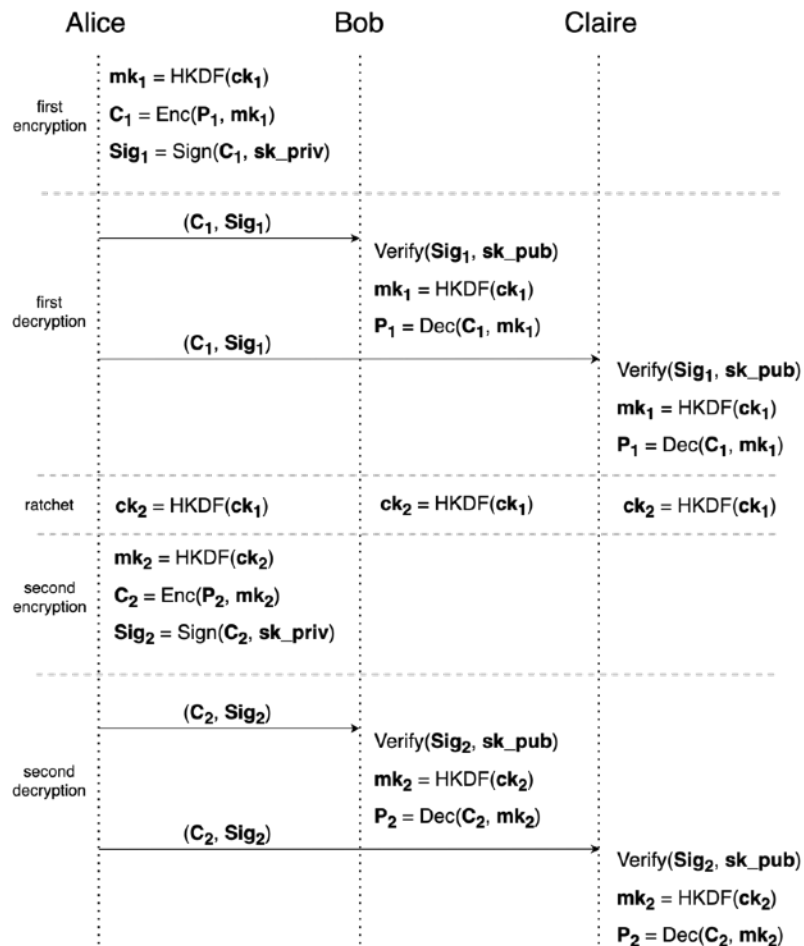 Alice Bob Claire
mk₁ = HKDF(ck₁)
first
encryption
C₁ = Enc(P₁, mk₁)
Sig₁ = Sign(C₁, sk_priv)
(C₁, Sig₁)
Verify(Sig₁, sk_pub)
mk₁ = HKDF(ck₁)
first
decryption
P₁ = Dec(C₁, mk₁)
(C₁, Sig₁)
Verify(Sig₁, sk_pub)
mk₁ = HKDF(ck₁)
P₁ = Dec(C₁, mk₁)
ratchet ck₂ = HKDF(ck₁) ck₂ = HKDF(ck₁) ck₂ = HKDF(ck₁)
mk₂ = HKDF(ck₂)
second
encryption
C₂ = Enc(P₂, mk₂)
Sig₂ = Sign(C₂, sk_priv)
(C₂, Sig₂)
Verify(Sig₂, sk_pub)
second
decryption
mk₂ = HKDF(ck₂)
P₂ = Dec(C₂, mk₂)
(C₂, Sig₂)
Verify(Sig₂, sk_pub)
mk₂ = HKDF(ck₂)
P₂ = Dec(C₂, mk₂)